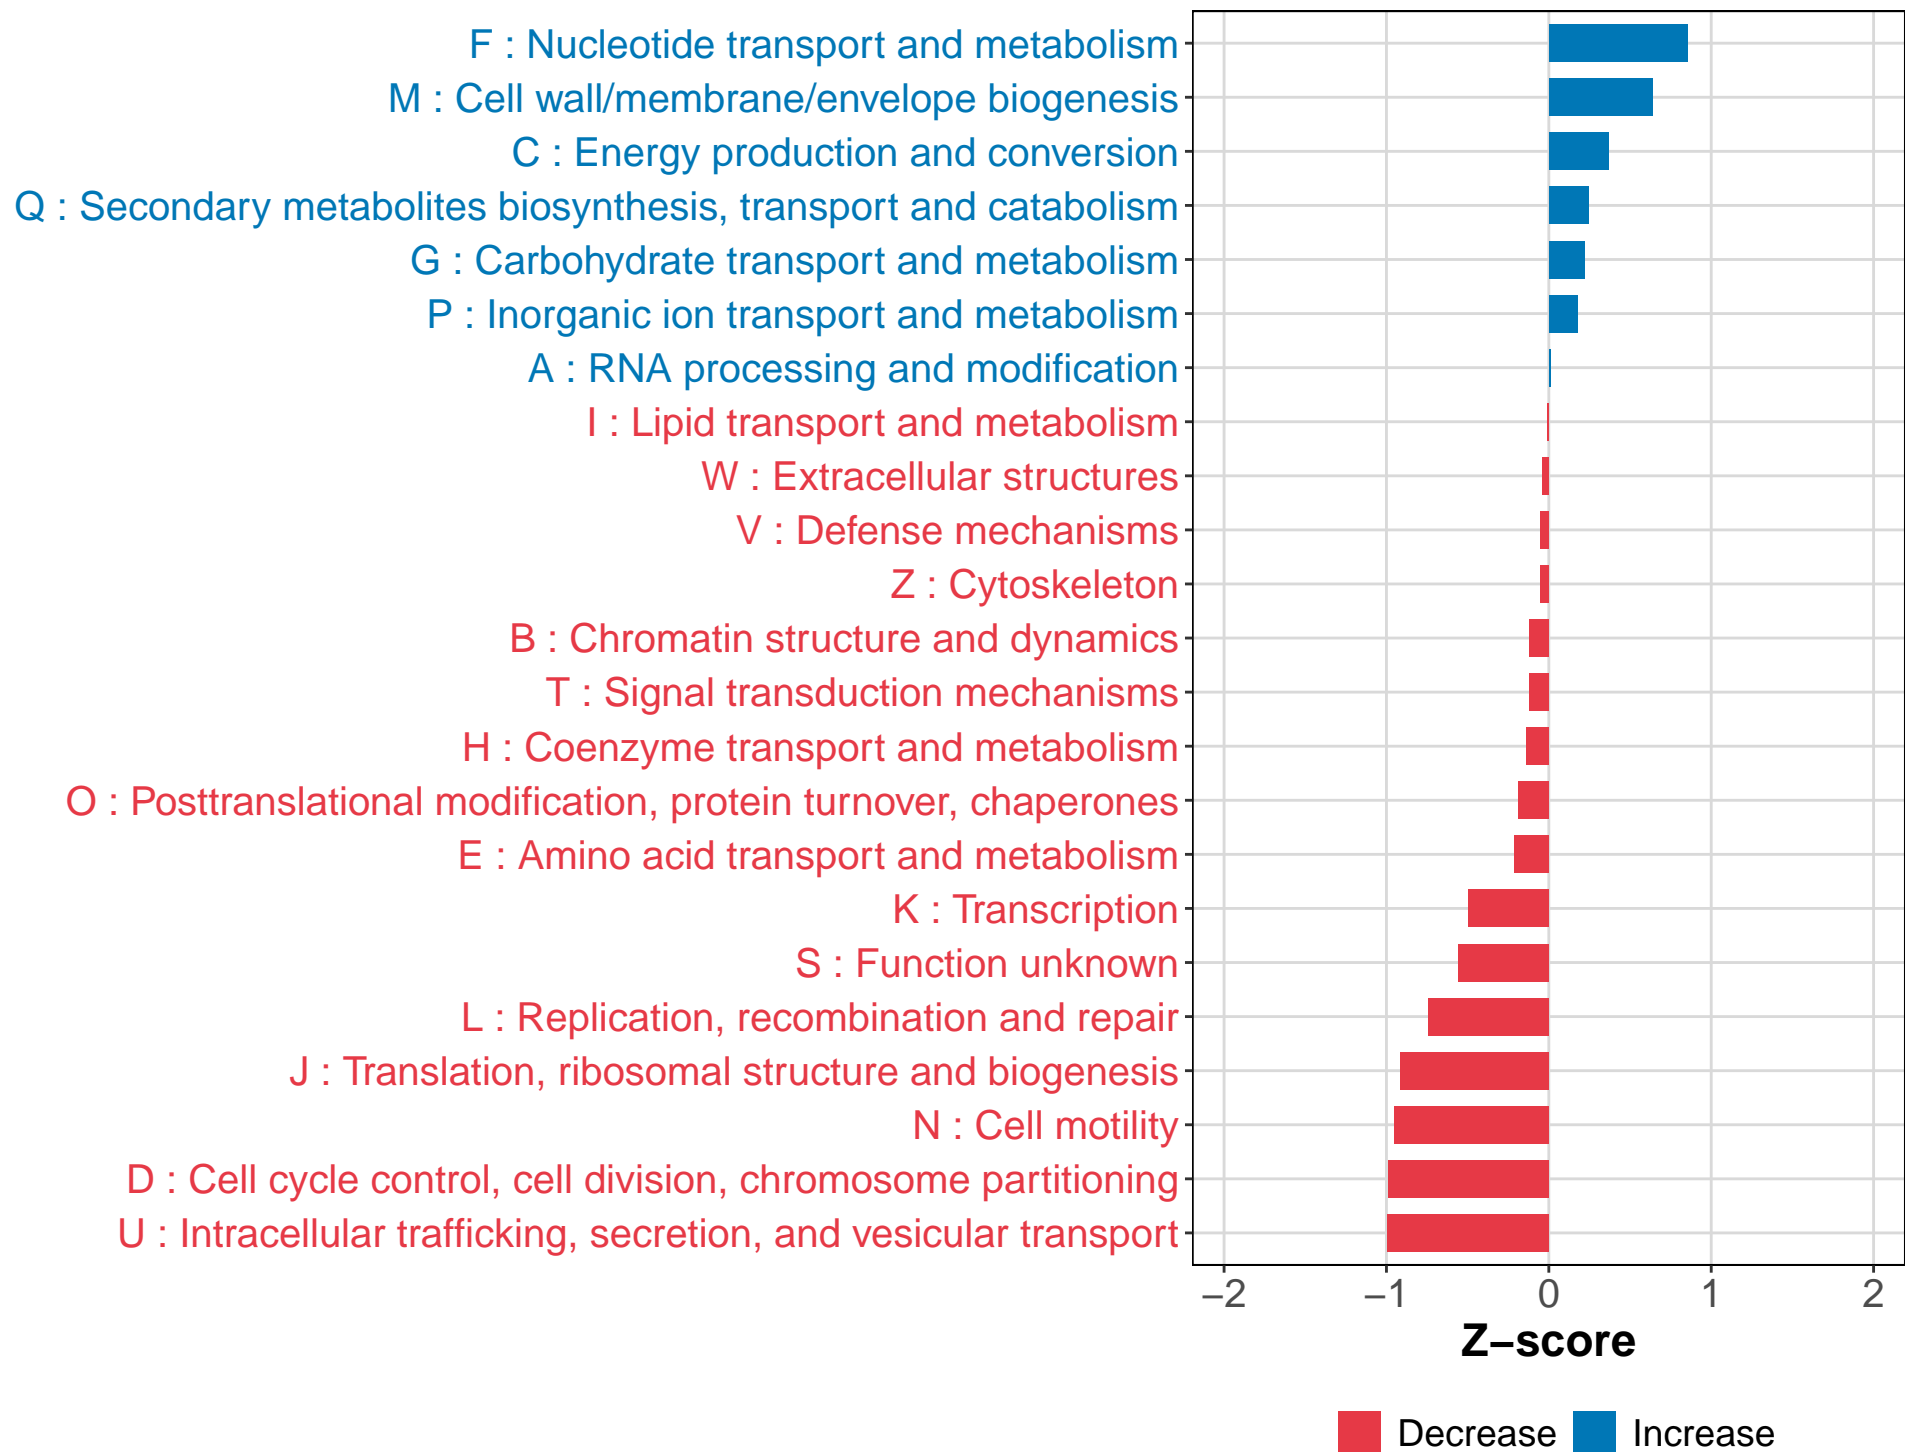 F : Nucleotide transport and metabolism
M : Cell wall/membrane/envelope biogenesis
C : Energy production and conversion
Q : Secondary metabolites biosynthesis, transport and catabolism
G : Carbohydrate transport and metabolism
P : Inorganic ion transport and metabolism
A : RNA processing and modification
I : Lipid transport and metabolism
W : Extracellular structures
V : Defense mechanisms
Z : Cytoskeleton
B : Chromatin structure and dynamics
T : Signal transduction mechanisms
H : Coenzyme transport and metabolism
O : Posttranslational modification, protein turnover, chaperones
E : Amino acid transport and metabolism
K : Transcription
S : Function unknown
L : Replication, recombination and repair
J : Translation, ribosomal structure and biogenesis
N : Cell motility
D : Cell cycle control, cell division, chromosome partitioning
U : Intracellular trafficking, secretion, and vesicular transport
−2 −1 0 1 2
Z−score
Decrease Increase